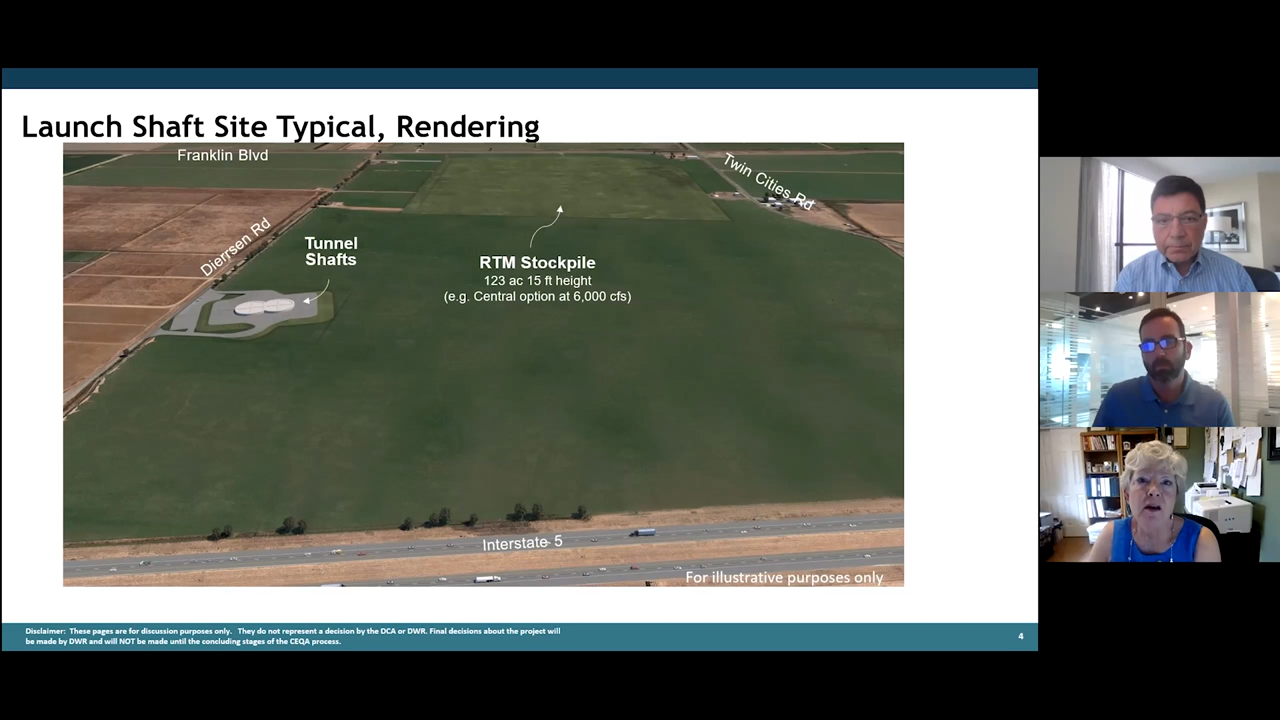 Launch Shaft Site Typical, Rendering
Franklin Blvd
Twin Cities Rd
Dierrsen Rd
Tunnel
Shafts
RTM Stockpile
123 ac 15 ft height
(e.g. Central option at 6,000 cfs)
Interstate 5
For illustrative purposes only
Disclaimer: These pages are for discussion purposes only. They do not represent a decision by the DCA or DWR. Final decisions about the project will
be made by DWR and will NOT be made until the concluding stages of the CEQA process.
4